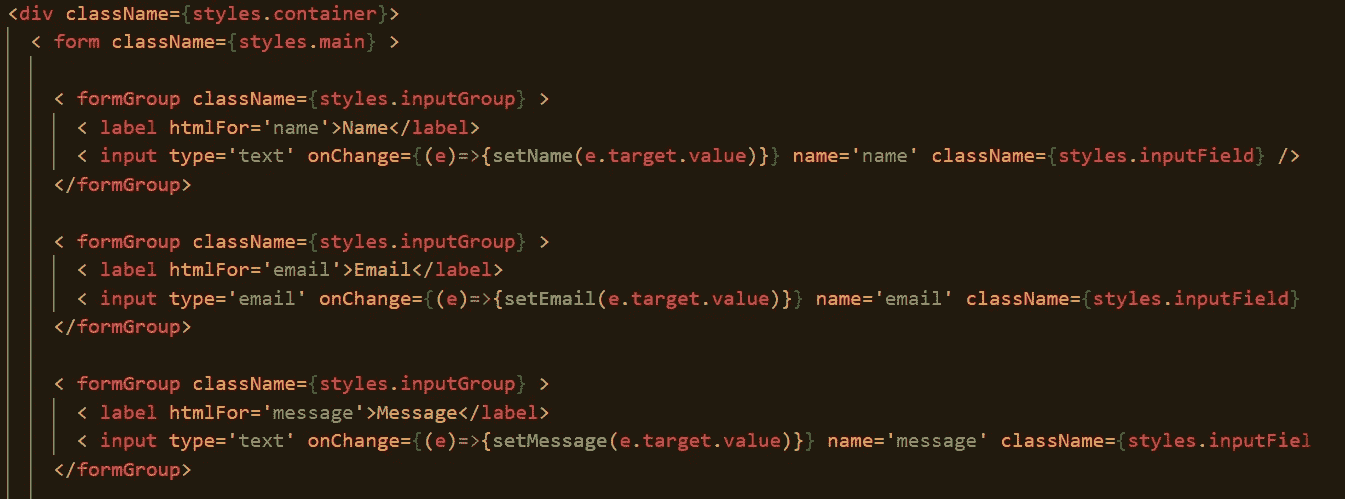 <div className={styles.container}>
< form className={styles.main} >
< formGroup className={styles.inputGroup} >
< label htmlFor='name'>Name</label>
< input type='text' onChange={(e)=>{setName(e.target.value)}} name='name' className={styles.inputField} />
</formGroup>
< formGroup className={styles.inputGroup} >
< label htmlFor='email'>Email</label>
< input type='email' onChange={(e)=>{setEmail(e.target.value)}} name='email' className={styles.inputField}
</formGroup>
< formGroup className={styles.inputGroup} >
< label htmlFor='message'>Message</label>
< input type='text' onChange={(e)=>{setMessage(e.target.value)}} name='message' className={styles.inputFiel
</formGroup>